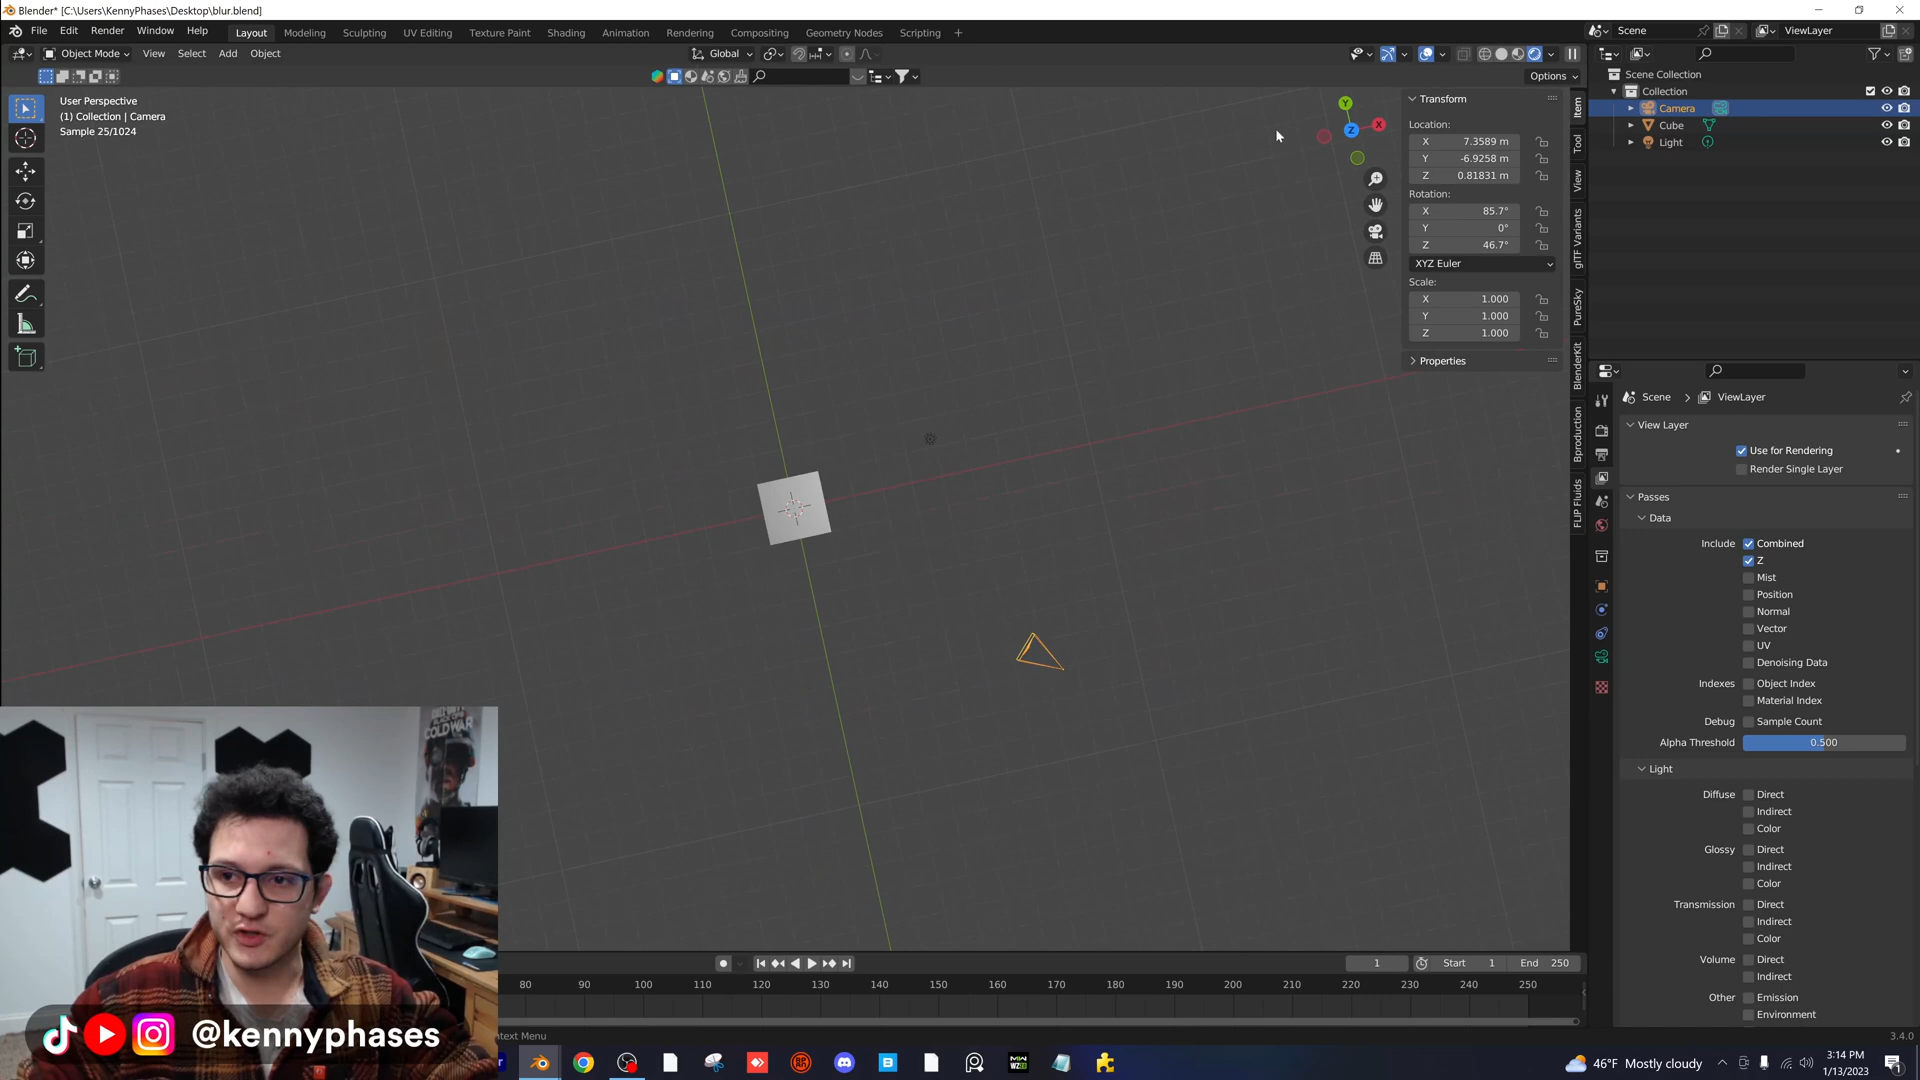 Blender* [C:\Users\KennyPhases\Desktop\blur.blend]
File Edit Render Window Help
Layout Modeling Sculpting UV Editing Texture Paint Shading Animation Rendering Compositing Geometry Nodes Scripting +
Scene ViewLayer
Object Mode View Select Add Object
Global
Options
User Perspective
(1) Collection | Camera
Sample 25/1024
Y
X
Z
Transform
Location:
X 7.3589 m
Y -6.9258 m
Z 0.81831 m
Rotation:
X 85.7°
Y 0°
Z 46.7°
XYZ Euler
Scale:
X 1.000
Y 1.000
Z 1.000
Properties
Item
Tool
View
glTF Variants
PureSky
BlenderKit
Bproduction
FLIP Fluids
Scene Collection
Collection
Camera
Cube
Light
Scene > ViewLayer
View Layer
Use for Rendering
Render Single Layer
Passes
Data
Include Combined
Z
Mist
Position
Normal
Vector
UV
Denoising Data
Indexes Object Index
Material Index
Debug Sample Count
Alpha Threshold 0.500
Light
Diffuse Direct
Indirect
Color
Glossy Direct
Indirect
Color
Transmission Direct
Indirect
Color
Volume Direct
Indirect
Other Emission
Environment
1 Start 1 End 250
80 90 100 110 120 130 140 150 160 170 180 190 200 210 220 230 240 250
text Menu
3.4.0
COLD WAR
@kennyphases
46°F Mostly cloudy
3:14 PM
1/13/2023
1